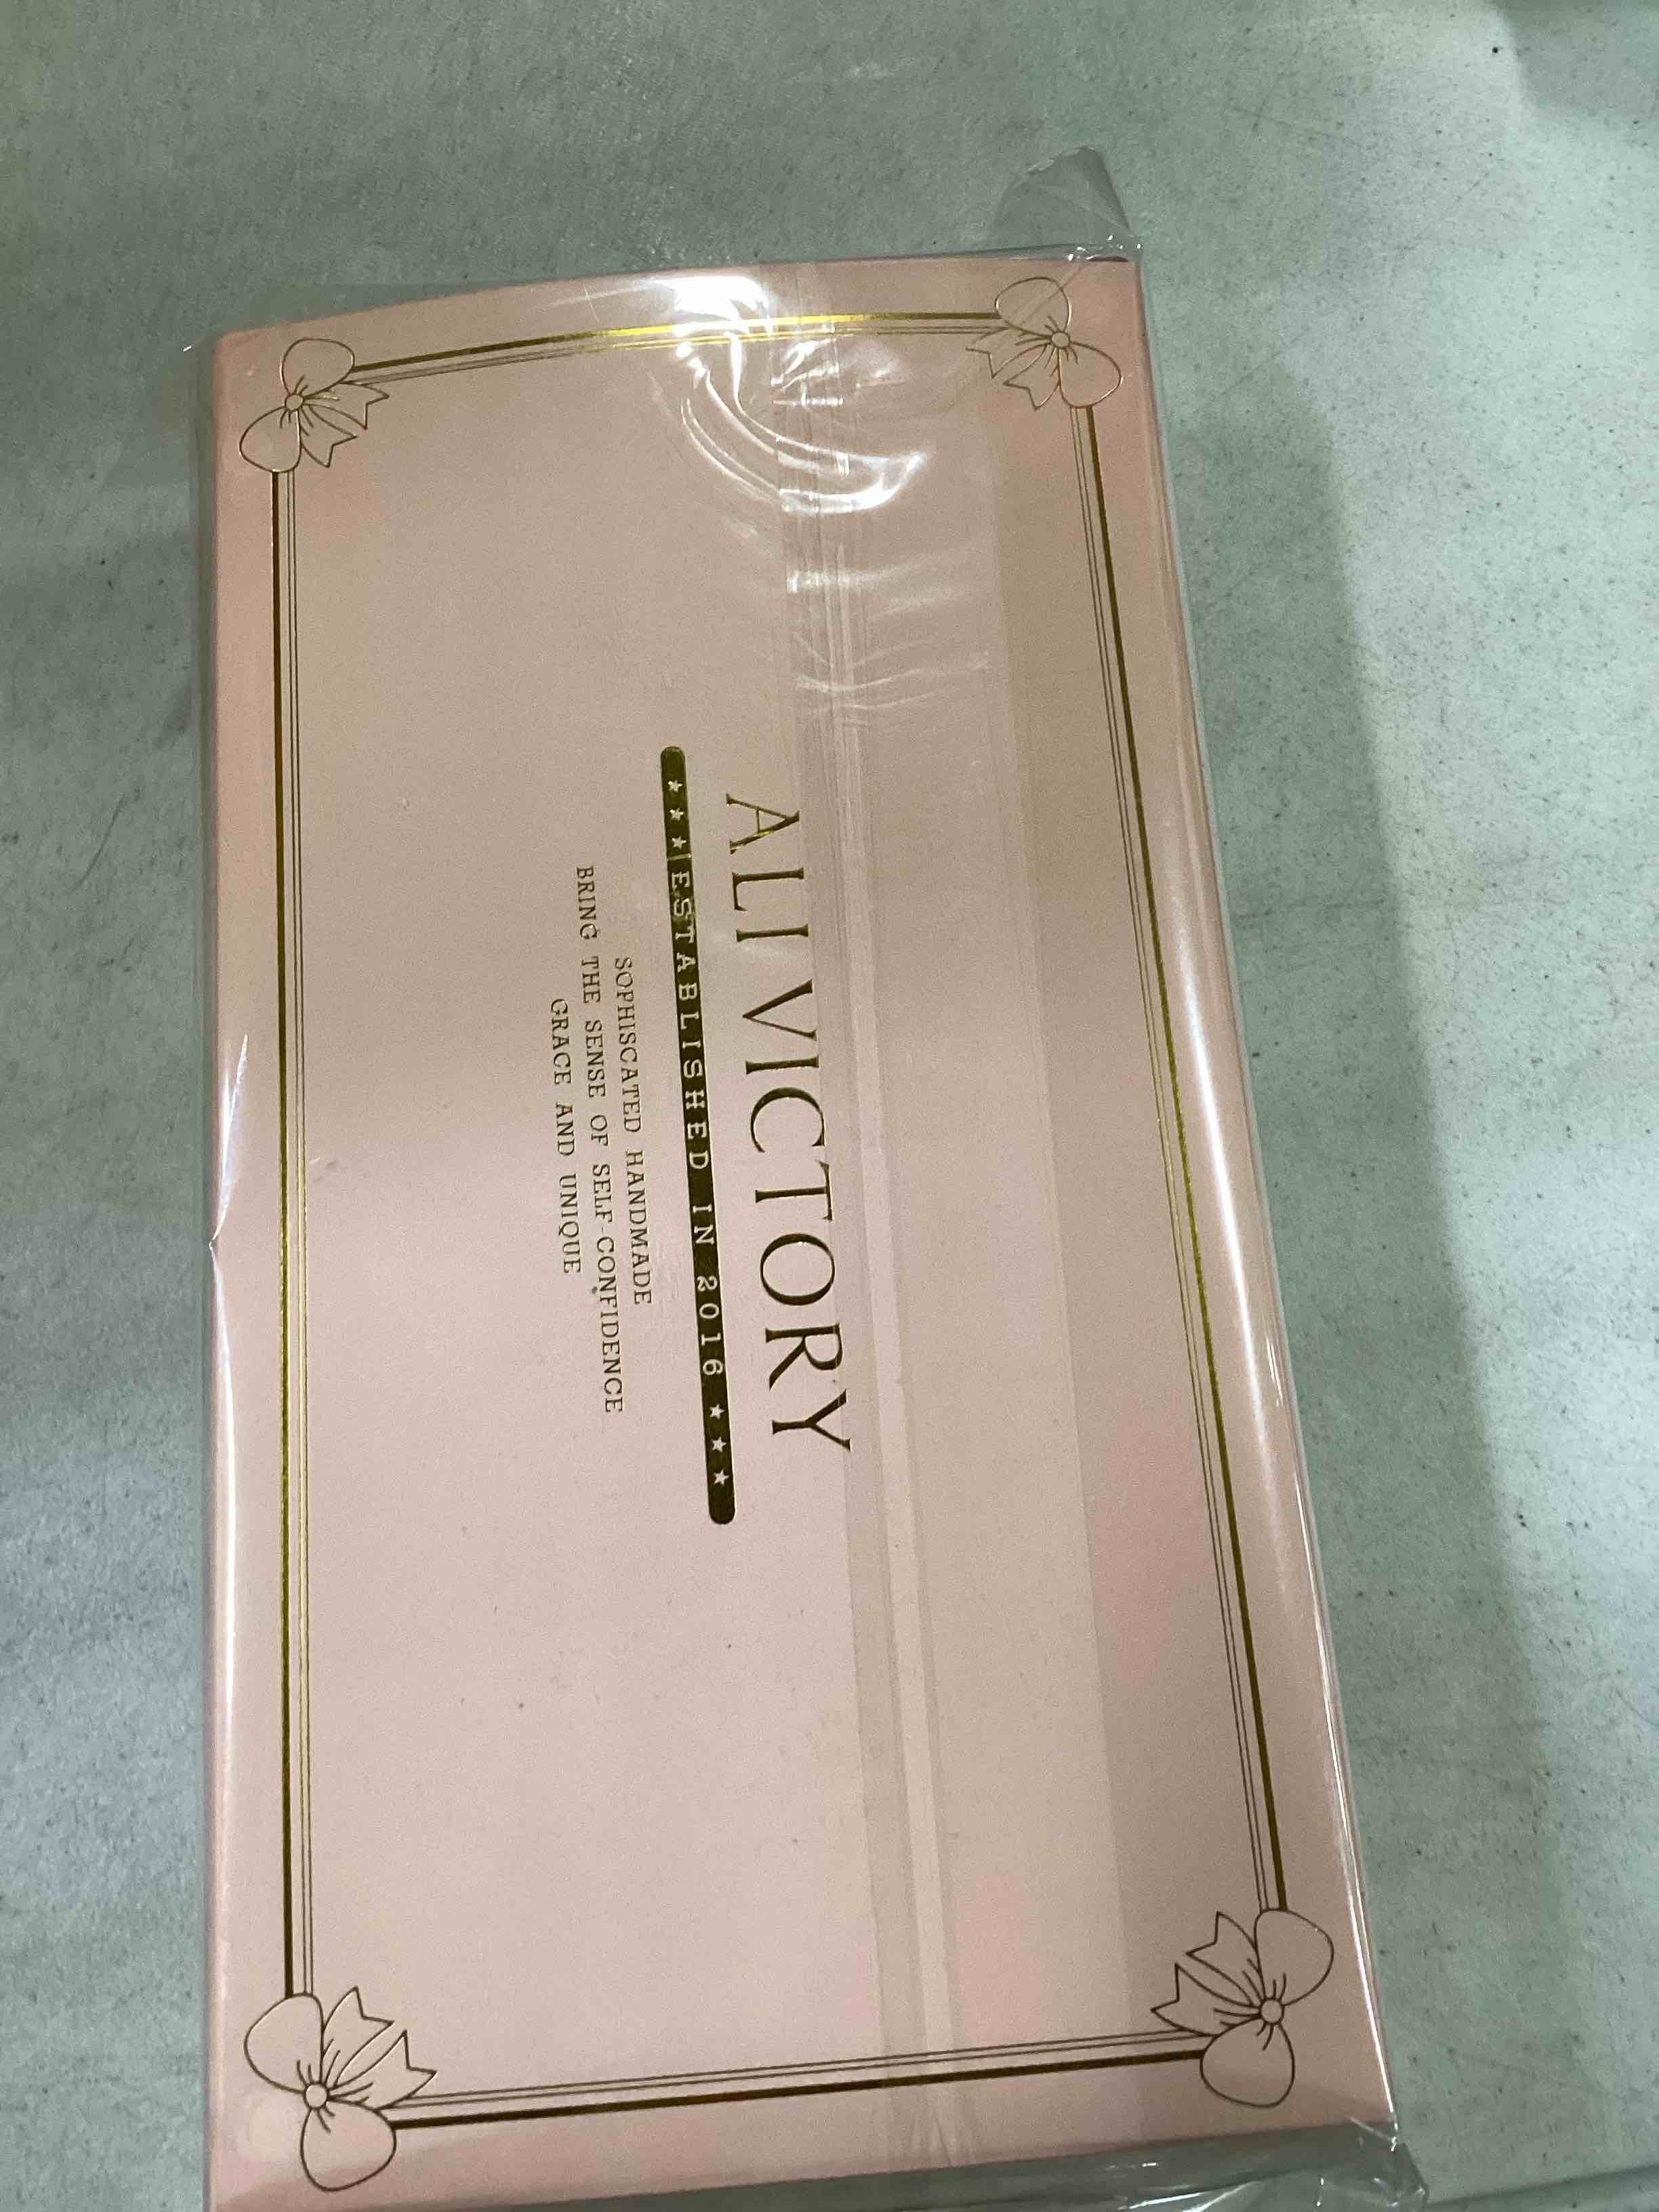 ALI VICTORY
★ ★ ★ ESTABLISHED IN 2016 ★ ★ ★
SOPHISCATED HANDMADE
BRING THE SENSE OF SELF-CONFIDENCE
GRACE AND UNIQUE